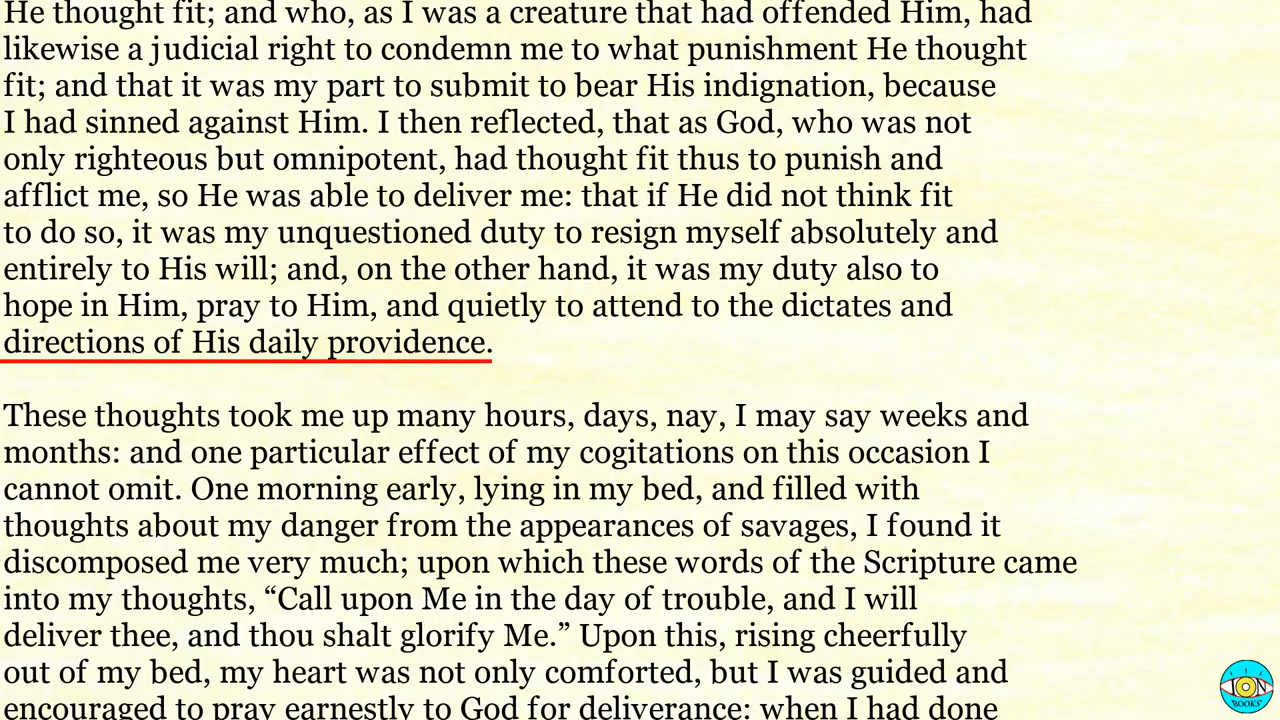 He thought fit; and who, as I was a creature that had offended Him, had
likewise a judicial right to condemn me to what punishment He thought
fit; and that it was my part to submit to bear His indignation, because
I had sinned against Him. I then reflected, that as God, who was not
only righteous but omnipotent, had thought fit thus to punish and
afflict me, so He was able to deliver me: that if He did not think fit
to do so, it was my unquestioned duty to resign myself absolutely and
entirely to His will; and, on the other hand, it was my duty also to
hope in Him, pray to Him, and quietly to attend to the dictates and
directions of His daily providence.
These thoughts took me up many hours, days, nay, I may say weeks and
months: and one particular effect of my cogitations on this occasion I
cannot omit. One morning early, lying in my bed, and filled with
thoughts about my danger from the appearances of savages, I found it
discomposed me very much; upon which these words of the Scripture came
into my thoughts, “Call upon Me in the day of trouble, and I will
deliver thee, and thou shalt glorify Me.” Upon this, rising cheerfully
out of my bed, my heart was not only comforted, but I was guided and
encouraged to pray earnestly to God for deliverance: when I had done
ION
BOOKS